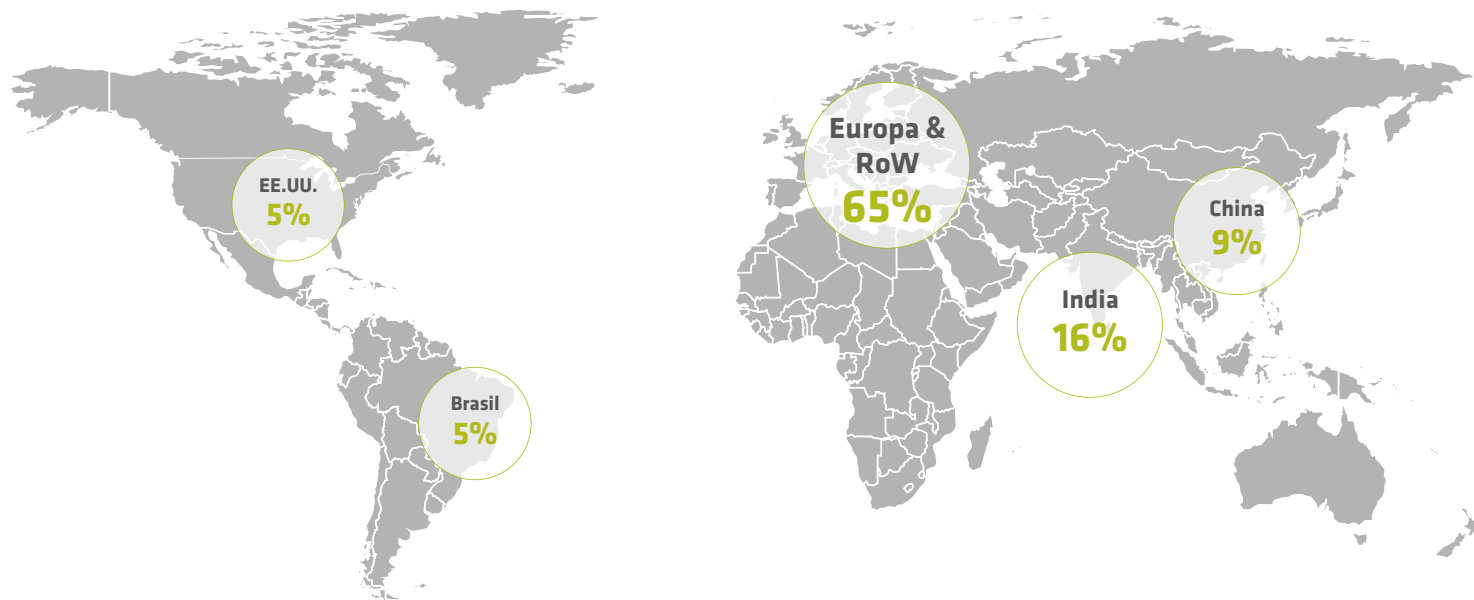 EE.UU.
5%
Brasil
5%
Europa &
RoW
65%
India
16%
China
9%